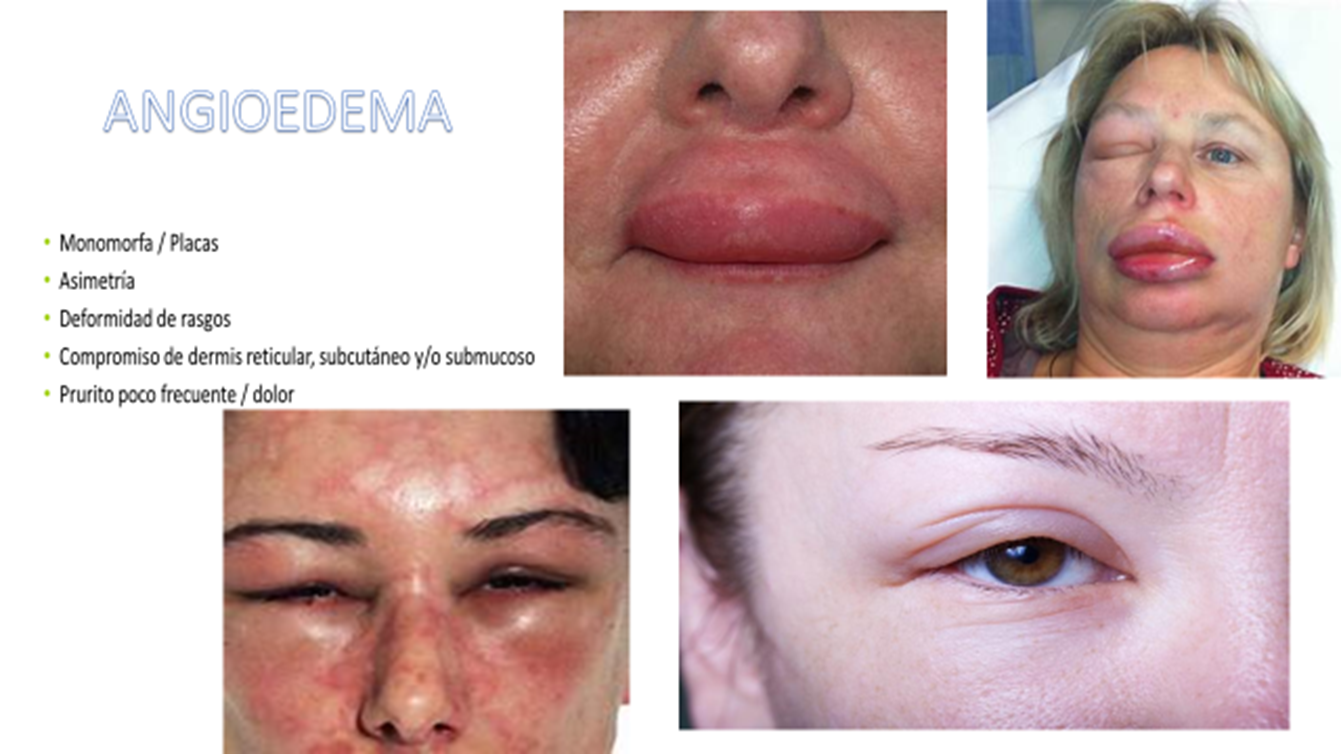 ANGIOEDEMA
• Monomorfa / Placas
• Asimetría
• Deformidad de rasgos
• Compromiso de dermis reticular, subcutáneo y/o submucoso
• Prurito poco frecuente / dolor